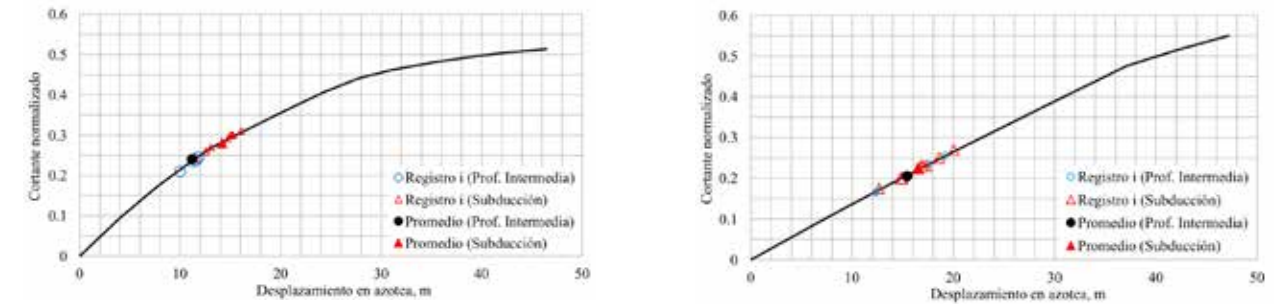 0.6
0.5
0.4
0.3
0.2
0.1
0
Cortante normalizado
0 10 20 30 40 50
Desplazamiento en azotea, m
Registro i (Prof. Intermedia)
Registro i (Subducción)
Promedio (Prof. Intermedia)
Promedio (Subducción)
0.6
0.5
0.4
0.3
0.2
0.1
0
Cortante normalizado
0 10 20 30 40 50
Desplazamiento en azotea, m
Registro i (Prof. Intermedia)
Registro i (Subducción)
Promedio (Prof. Intermedia)
Promedio (Subducción)